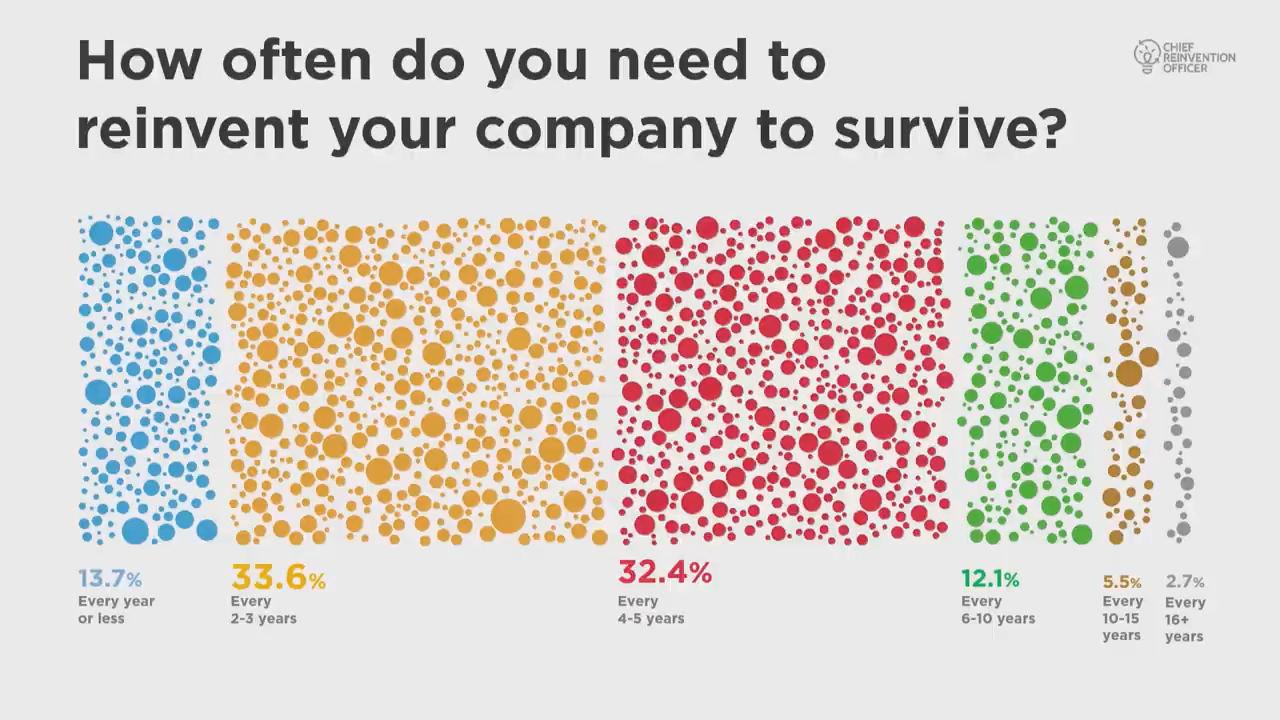 How often do you need to
reinvent your company to survive?
CHIEF
REINVENTION
OFFICER
13.7%
Every year
or less
33.6%
Every
2-3 years
32.4%
Every
4-5 years
12.1%
Every
6-10 years
5.5%
Every
10-15
years
2.7%
Every
16+
years